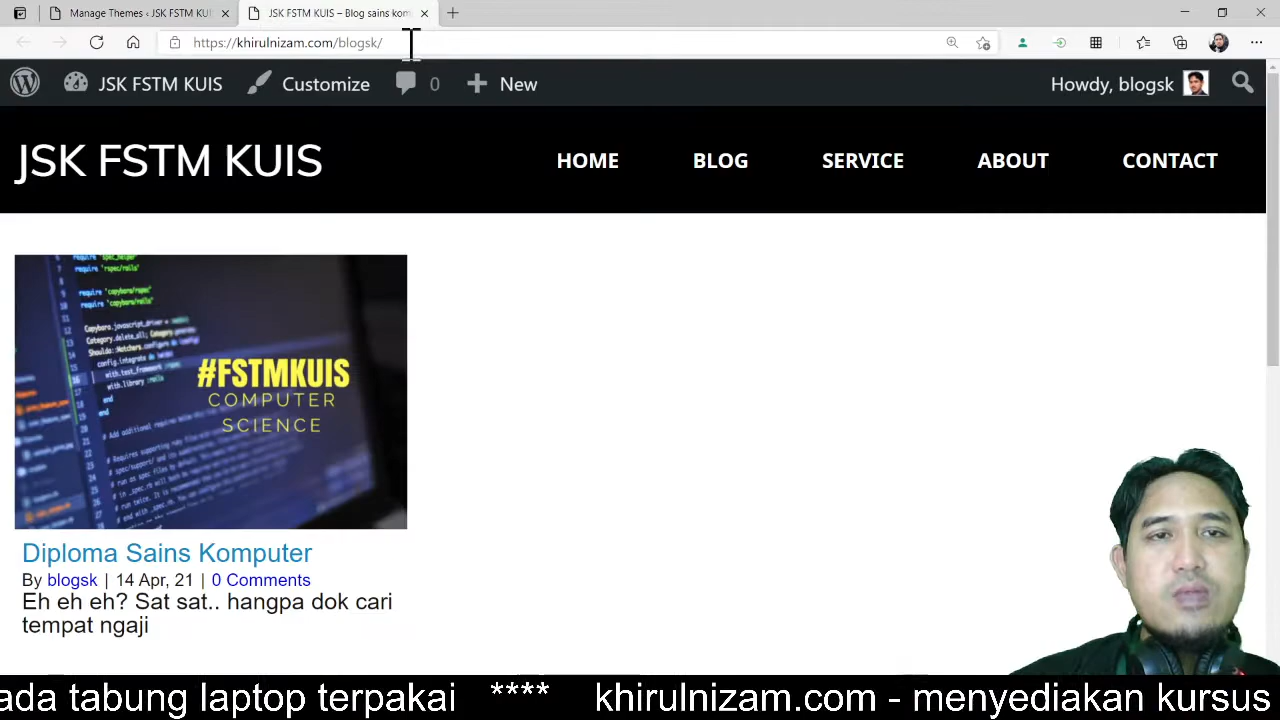 Manage Themes ‹ JSK FSTM KUI
JSK FSTM KUIS – Blog sains kom
https://khirulnizam.com/blogsk/
JSK FSTM KUIS
Customize
0
New
Howdy, blogsk
JSK FSTM KUIS
HOME
BLOG
SERVICE
ABOUT
CONTACT
#FSTMKUIS
COMPUTER
SCIENCE
Diploma Sains Komputer
By blogsk | 14 Apr, 21 | 0 Comments
Eh eh eh? Sat sat.. hangpa dok cari
tempat ngaji
ada tabung laptop terpakai **** khirulnizam.com - menyediakan kursus